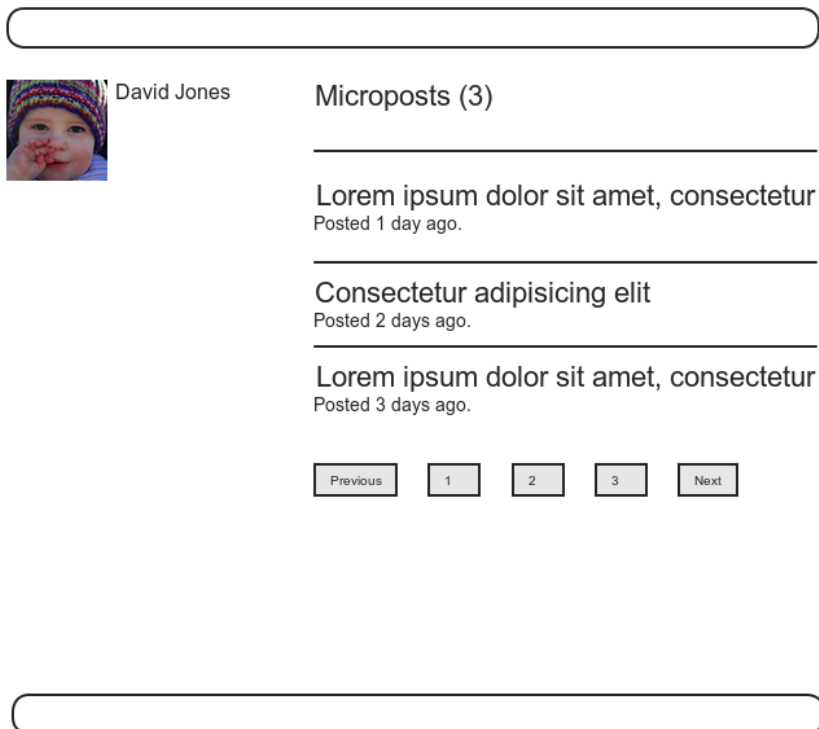 David Jones
Microposts (3)
Lorem ipsum dolor sit amet, consectetur
Posted 1 day ago.
Consectetur adipisicing elit
Posted 2 days ago.
Lorem ipsum dolor sit amet, consectetur
Posted 3 days ago.
Previous 1 2 3 Next